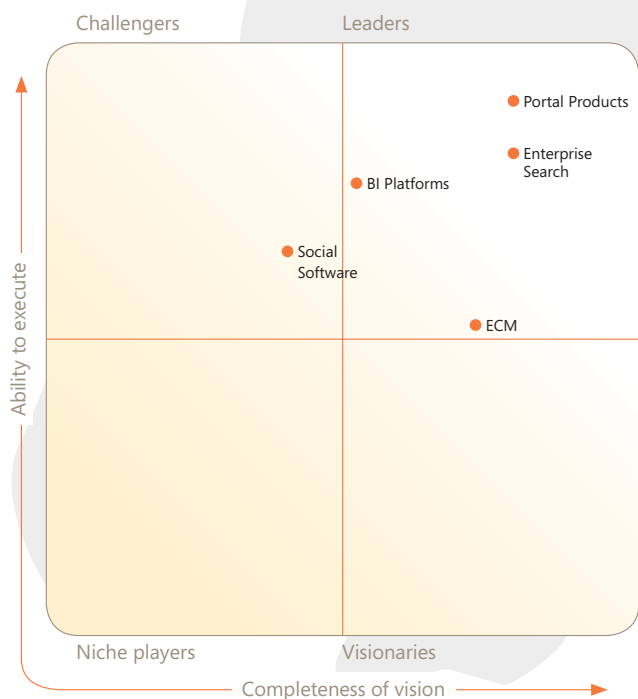 Challengers
Leaders
Portal Products
Enterprise
Search
BI Platforms
Social
Software
ECM
Ability to execute
Niche players
Visionaries
Completeness of vision